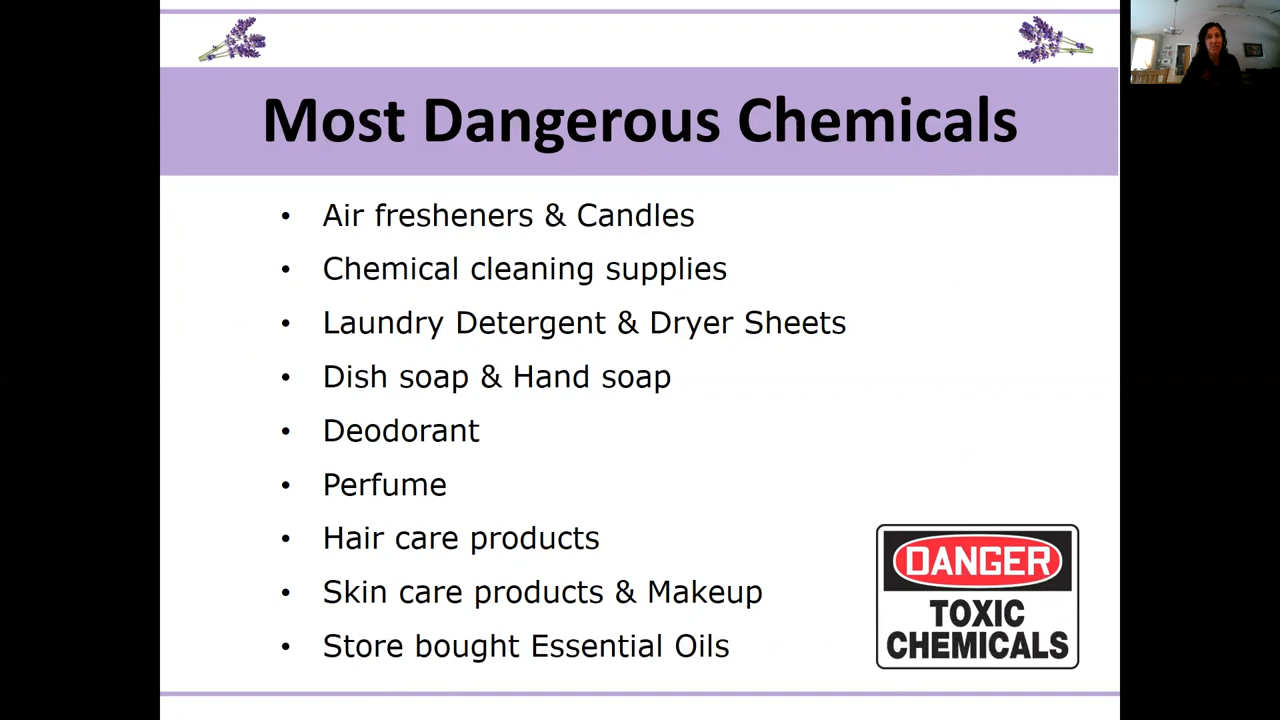 Most Dangerous Chemicals
• Air fresheners & Candles
• Chemical cleaning supplies
• Laundry Detergent & Dryer Sheets
• Dish soap & Hand soap
• Deodorant
• Perfume
• Hair care products
• Skin care products & Makeup
• Store bought Essential Oils
DANGER
TOXIC
CHEMICALS